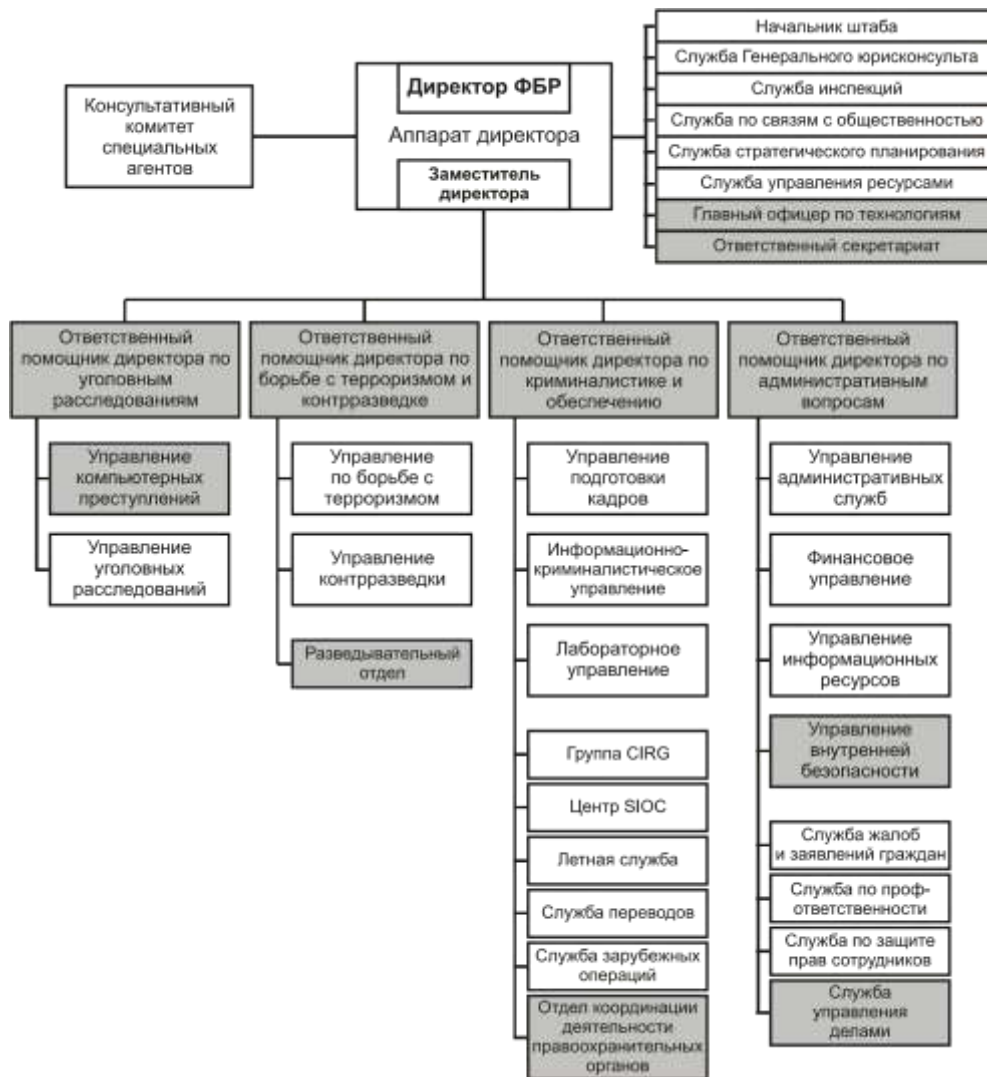 Консультативный
комитет
специальных
агентов
Директор ФБР
Аппарат директора
Заместитель
директора
Начальник штаба
Служба Генерального юрисконсульта
Служба инспекций
Служба по связям с общественностью
Служба стратегического планирования
Служба управления ресурсами
Главный офицер по технологиям
Ответственный секретариат
Ответственный
помощник директора по
уголовным
расследованиям
Управление
компьютерных
преступлений
Управление
уголовных
расследований
Ответственный
помощник директора по
борьбе с терроризмом и
контрразведке
Управление
по борьбе с
терроризмом
Управление
контрразведки
Разведывательный
отдел
Ответственный
помощник директора по
криминалистике и
обеспечению
Управление
подготовки
кадров
Информационно-
криминалистическое
управление
Лабораторное
управление
Группа CIRG
Центр SIOC
Летная служба
Служба переводов
Служба зарубежных
операций
Отдел координации
деятельности
правоохранительных
органов
Ответственный
помощник директора по
административным
вопросам
Управление
административных
служб
Финансовое
управление
Управление
информационных
ресурсов
Управление
внутренней
безопасности
Служба жалоб
и заявлений граждан
Служба по проф-
ответственности
Служба по защите
прав сотрудников
Служба
управления
делами